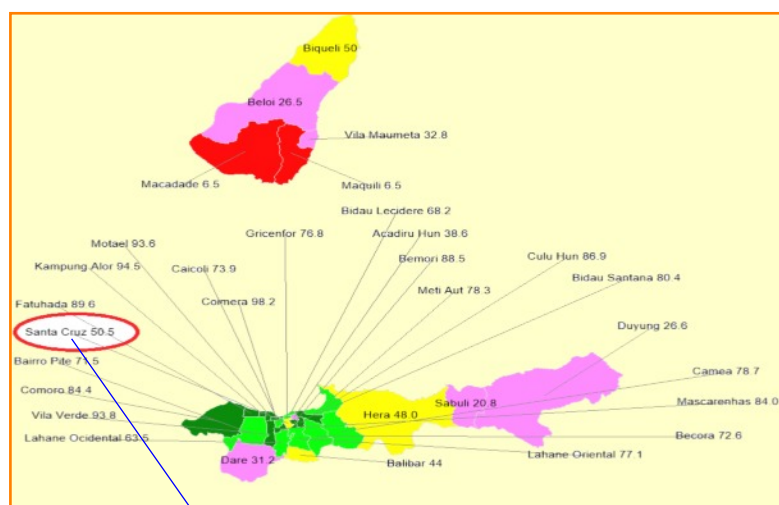 Biqueli 50
Beloi 26.5
Vila Maumeta 32.8
Macadade 6.5
Maquili 6.5
Bidau Lecidere 68.2
Gricenfor 76.8
Acadiru Hun 38.6
Motael 93.6
Culu Hun 86.9
Bemori 88.5
Kampung Alor 94.5
Caicoli 73.9
Bidau Santana 80.4
Meti Aut 78.3
Fatuhada 89.6
Coimera 98.2
Santa Cruz 50.5
Duyung 26.6
Bairro Pite 71.5
Camea 78.7
Comoro 84.4
Sabuli 20.8
Mascarenhas 84.0
Vila Verde 93.8
Hera 48.0
Lahane Ocidental 63.5
Becora 72.6
Lahane Oriental 77.1
Dare 31.2
Balibar 44